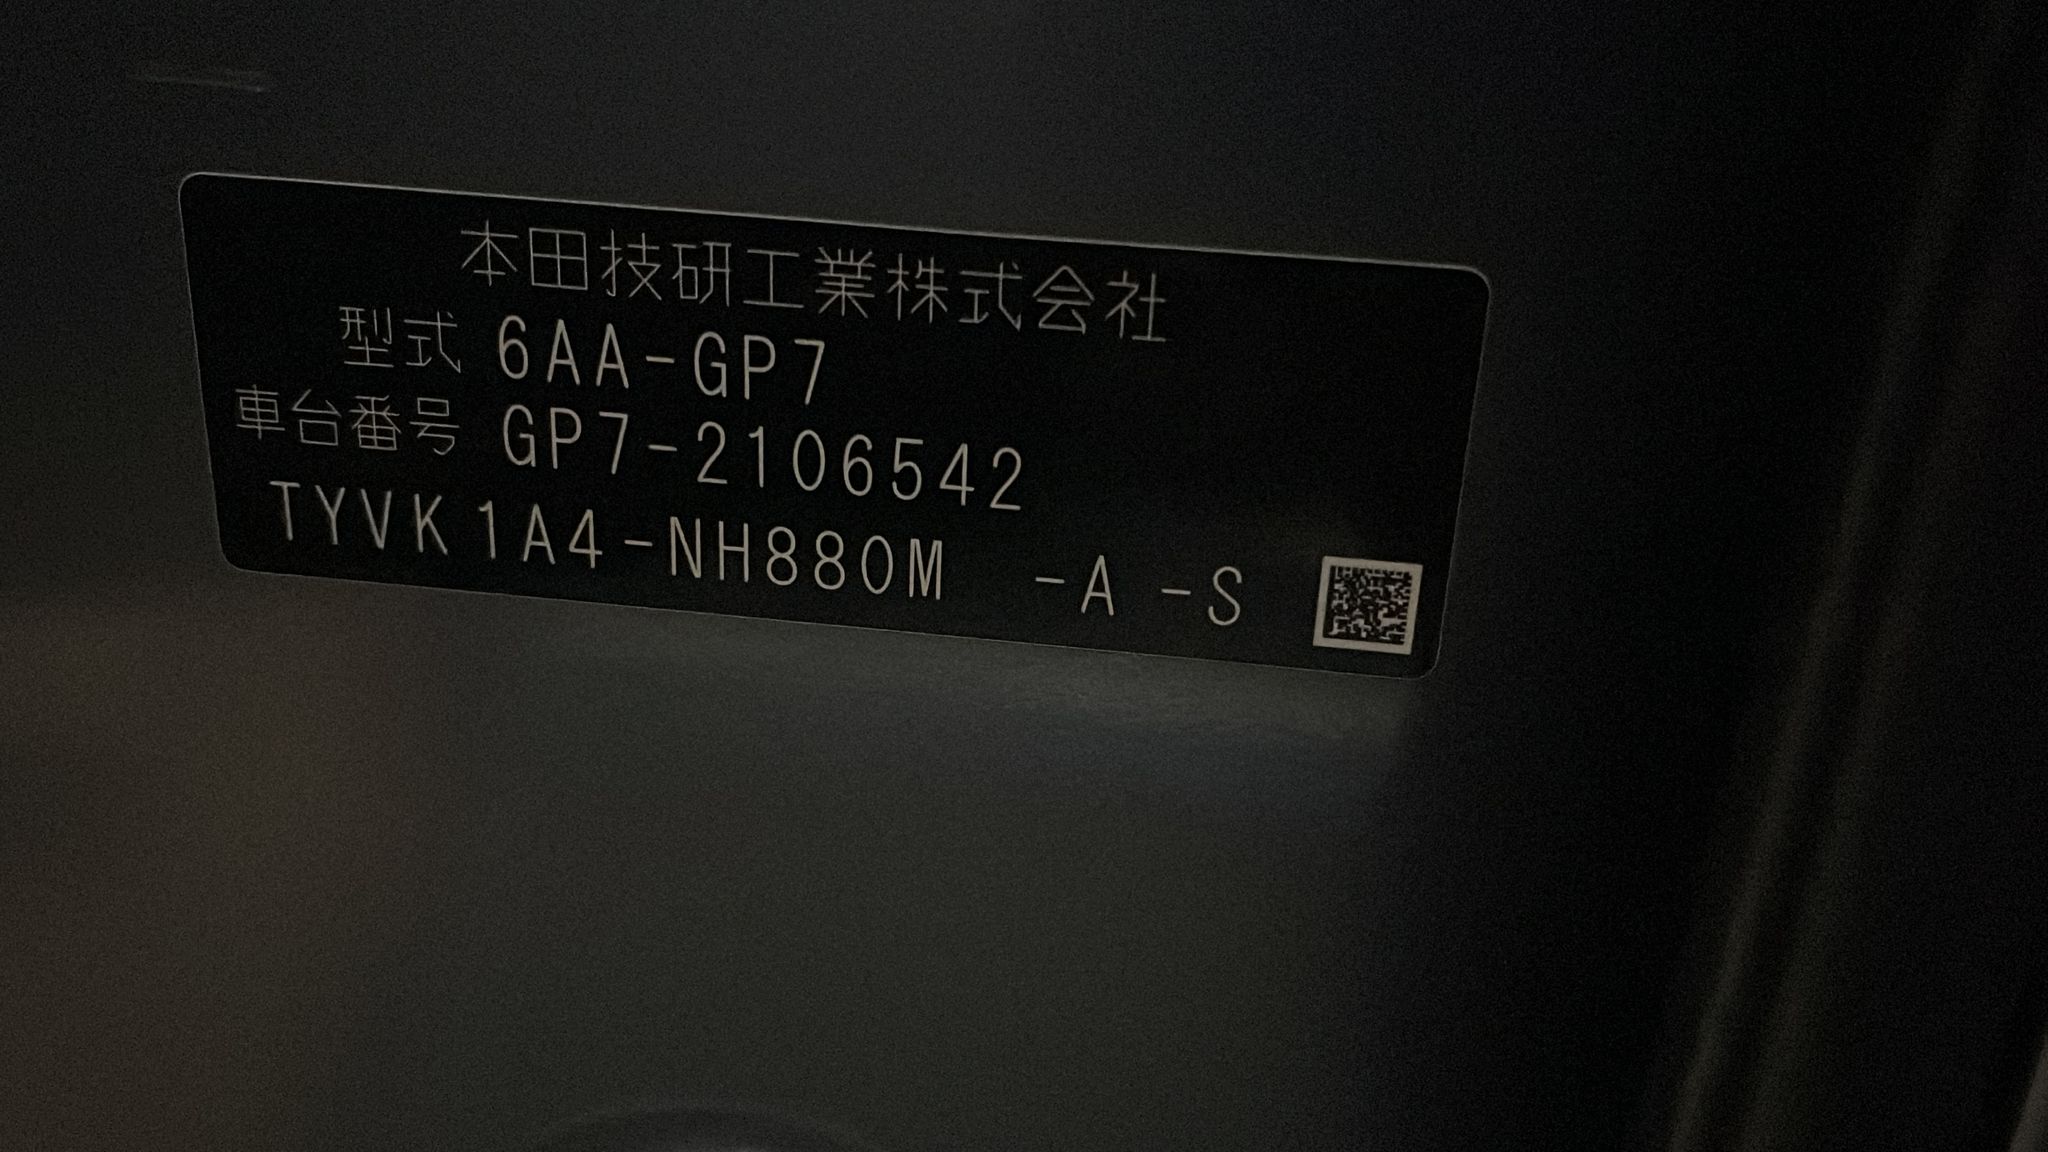 本田技研工業株式会社
型式 6AA-GP7
車台番号 GP7-2106542
TYVK1A4-NH880M -A -S